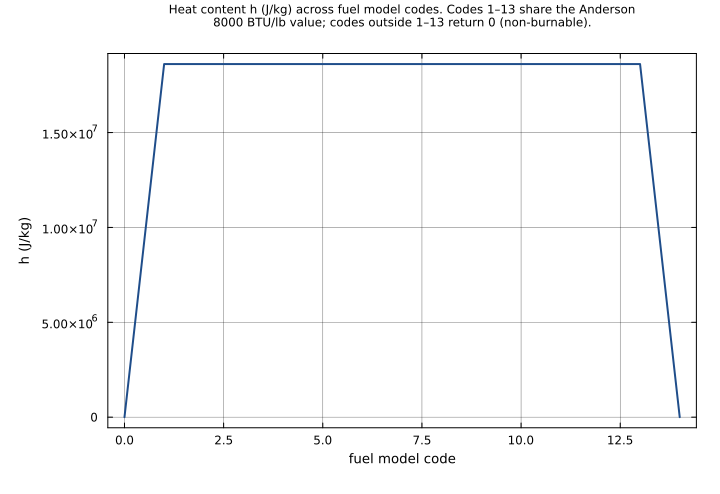 Heat content h (J/kg) across fuel model codes. Codes 1–13 share the Anderson
8000 BTU/lb value; codes outside 1–13 return 0 (non-burnable).
1.50×10⁷
1.00×10⁷
5.00×10⁶
0
h (J/kg)
0.0 2.5 5.0 7.5 10.0 12.5
fuel model code